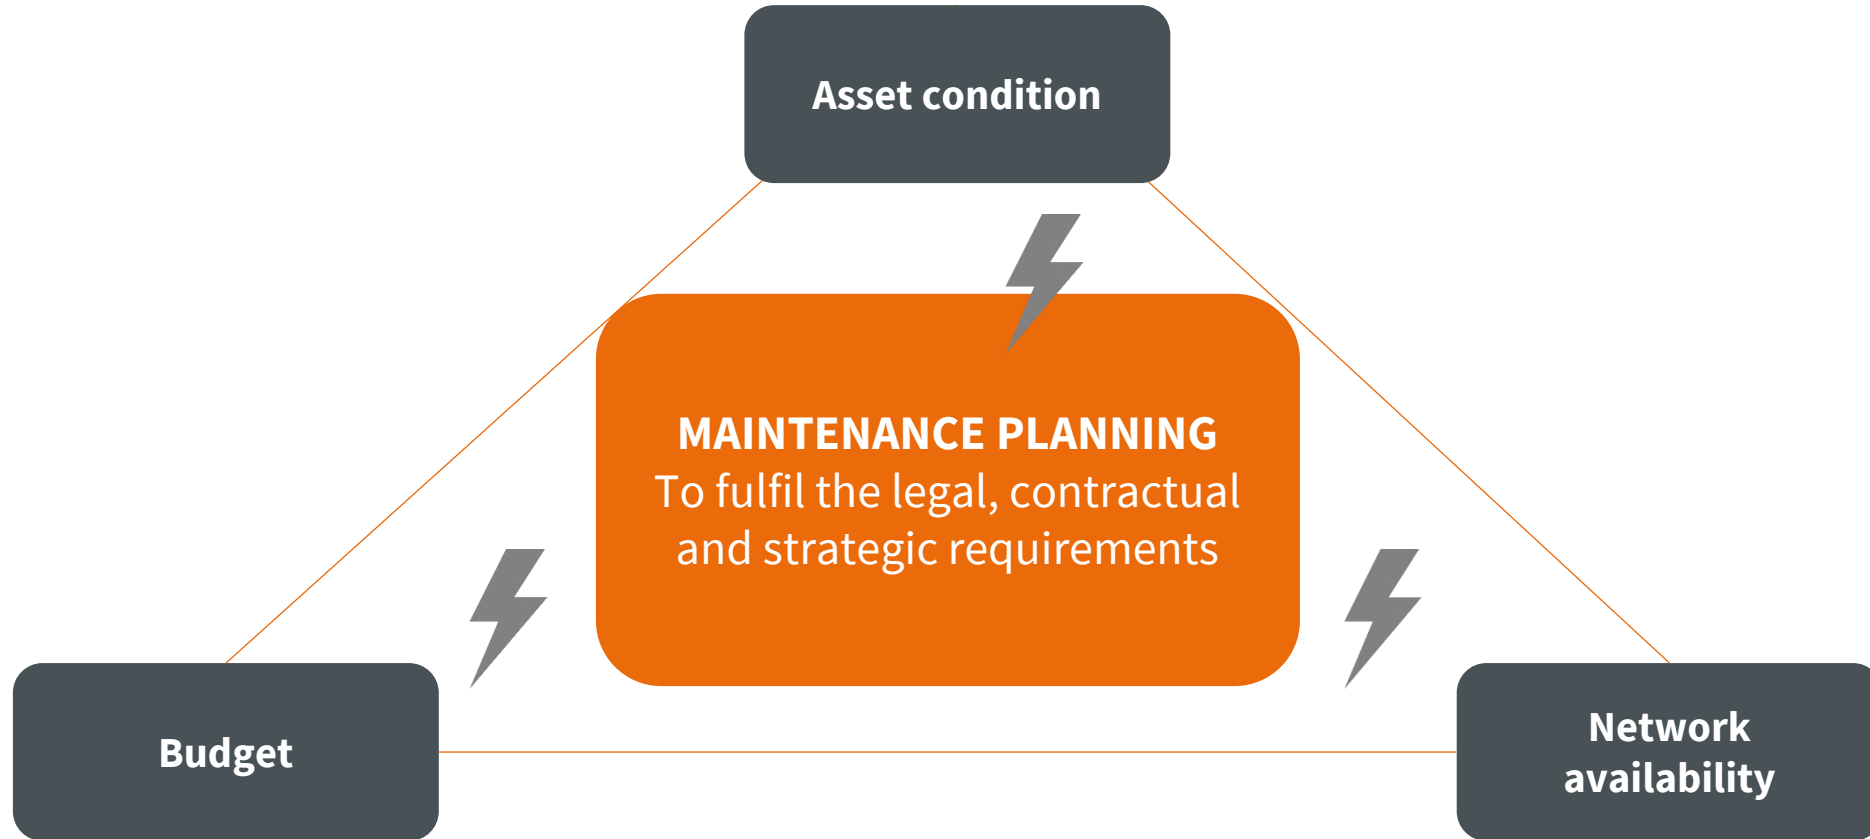 Asset condition
MAINTENANCE PLANNING
To fulfil the legal, contractual
and strategic requirements
Budget
Network
availability